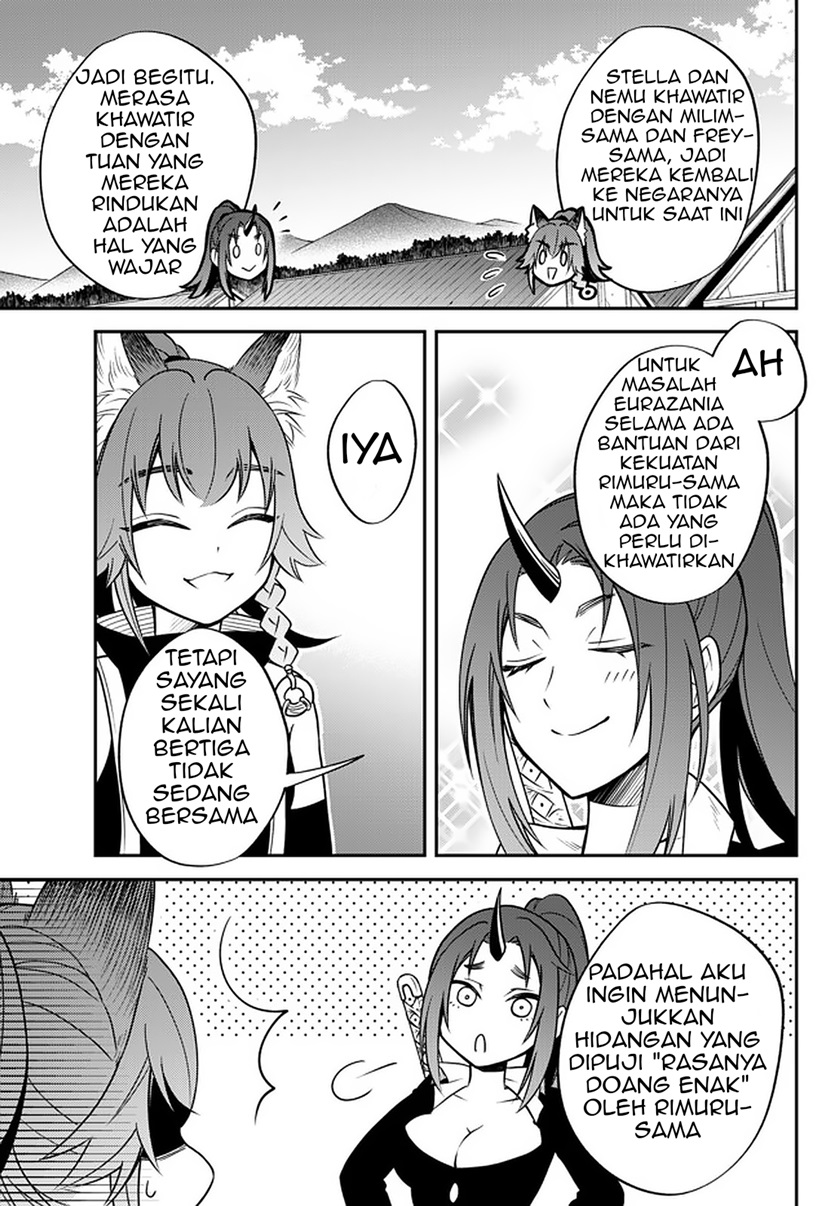 STELLA DAN
NEMU KHAWATIR
DENGAN MILIM-
SAMA DAN FREY-
SAMA, JADI
MEREKA KEMBALI
KE NEGARANYA
UNTUK SAAT INI
JADI BEGITU.
MERASA
KHAWATIR
DENGAN
TUAN YANG
MEREKA
RINDUKAN
ADALAH
HAL YANG
WAJAR
AH
UNTUK
MASALAH
EURAZANIA
SELAMA ADA
BANTUAN DARI
KEKUATAN
RIMURU-SAMA
MAKA TIDAK
ADA YANG
PERLU DI-
KHAWATIRKAN
IYA
TETAPI
SAYANG
SEKALI
KALIAN
BERTIGA
TIDAK
SEDANG
BERSAMA
PADAHAL AKU
INGIN MENUN-
JUKKAN
HIDANGAN YANG
DIPUJI "RASANYA
DOANG ENAK"
OLEH RIMURU-
SAMA